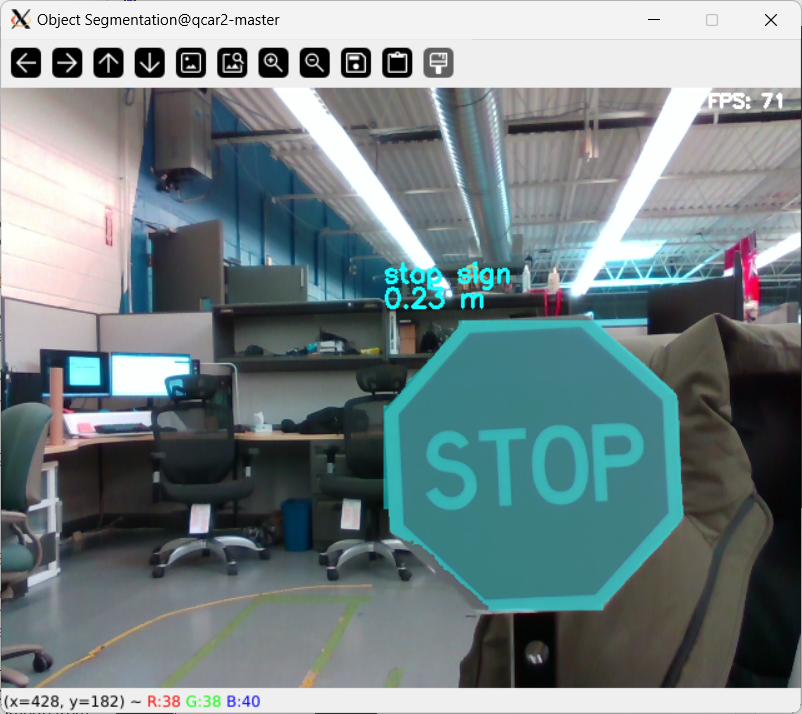 Object Segmentation@qcar2-master
FPS: 71
stop sign
0.23 m
STOP
(x=428, y=182) ~ R:38 G:38 B:40